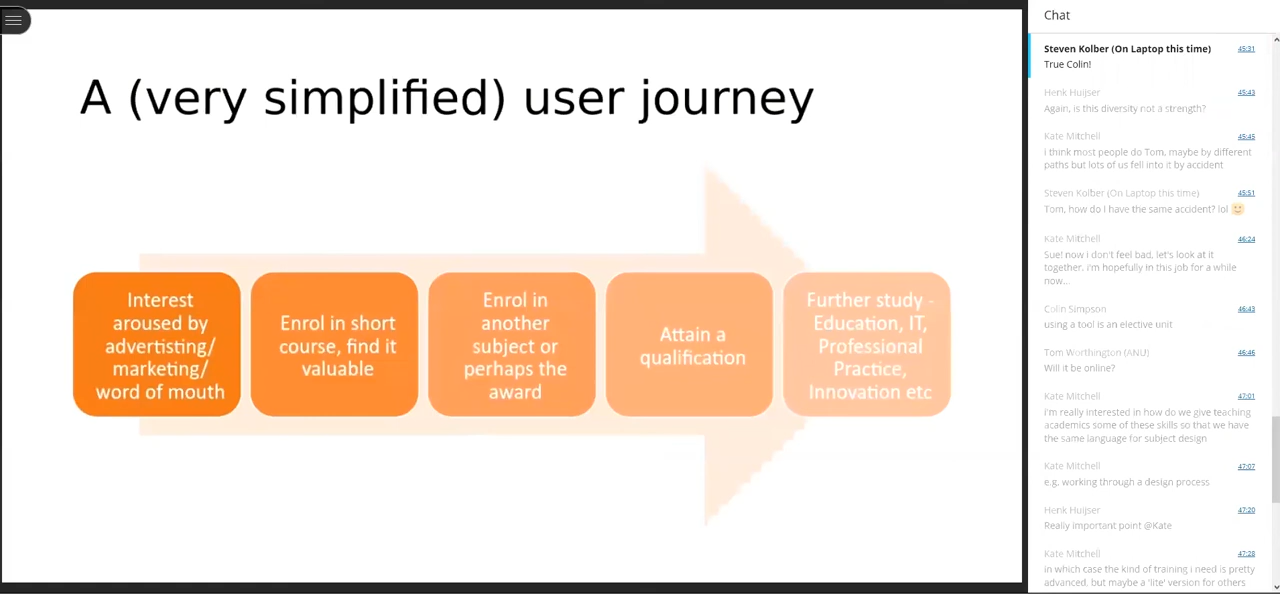 A (very simplified) user journey
Interest
aroused by
advertisting/
marketing/
word of mouth
Enrol in short
course, find it
valuable
Enrol in
another
subject or
perhaps the
award
Attain a
qualification
Further study -
Education, IT,
Professional
Practice,
Innovation etc
Chat
Steven Kolber (On Laptop this time) 45:31
True Colin!
Henk Huijser 45:43
Again, is this diversity not a strength?
Kate Mitchell 45:45
i think most people do Tom, maybe by different
paths but lots of us fell into it by accident
Steven Kolber (On Laptop this time) 45:51
Tom, how do I have the same accident? lol
Kate Mitchell 46:24
Sue! now i don't feel bad, let's look at it
together. i'm hopefully in this job for a while
now...
Colin Simpson 46:43
using a tool is an elective unit
Tom Worthington (ANU) 46:46
Will it be online?
Kate Mitchell 47:01
i'm really interested in how do we give teaching
academics some of these skills so that we have
the same language for subject design
Kate Mitchell 47:07
e.g, working through a design process
Henk Huijser 47:20
Really important point @Kate
Kate Mitchell 47:28
in which case the kind of training i need is pretty
advanced, but maybe a 'lite' version for others